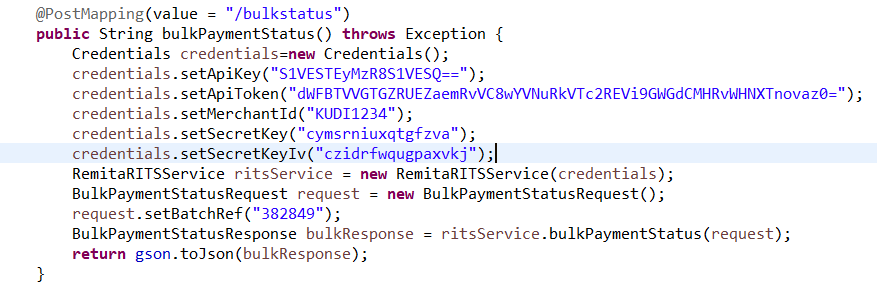 @PostMapping(value = "/bulkstatus")
public String bulkPaymentStatus() throws Exception {
Credentials credentials=new Credentials();
credentials.setApiKey("S1VESTEyMzR8S1VESQ==");
credentials.setApiToken("dWFBTVVGTGZRUEZaemRvVC8wYVNuRkVTc2REVi9GWGdCMHRvWHNXTnovaz0=");
credentials.setMerchantId("KUDI1234");
credentials.setSecretKey("cymsrniuxqtgfzva");
credentials.setSecretKeyIv("czidrfwqugpaxvkj");
RemitaRITSService ritsService = new RemitaRITSService(credentials);
BulkPaymentStatusRequest request = new BulkPaymentStatusRequest();
request.setBatchRef("382849");
BulkPaymentStatusResponse bulkResponse = ritsService.bulkPaymentStatus(request);
return gson.toJson(bulkResponse);
}